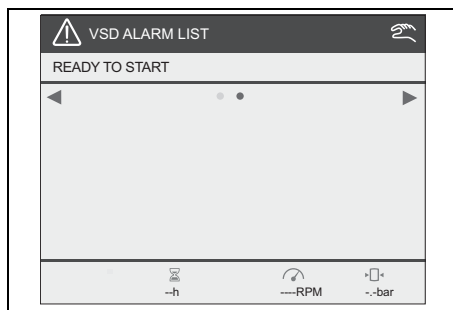 VSD ALARM LIST
READY TO START
--h ----RPM -.-bar